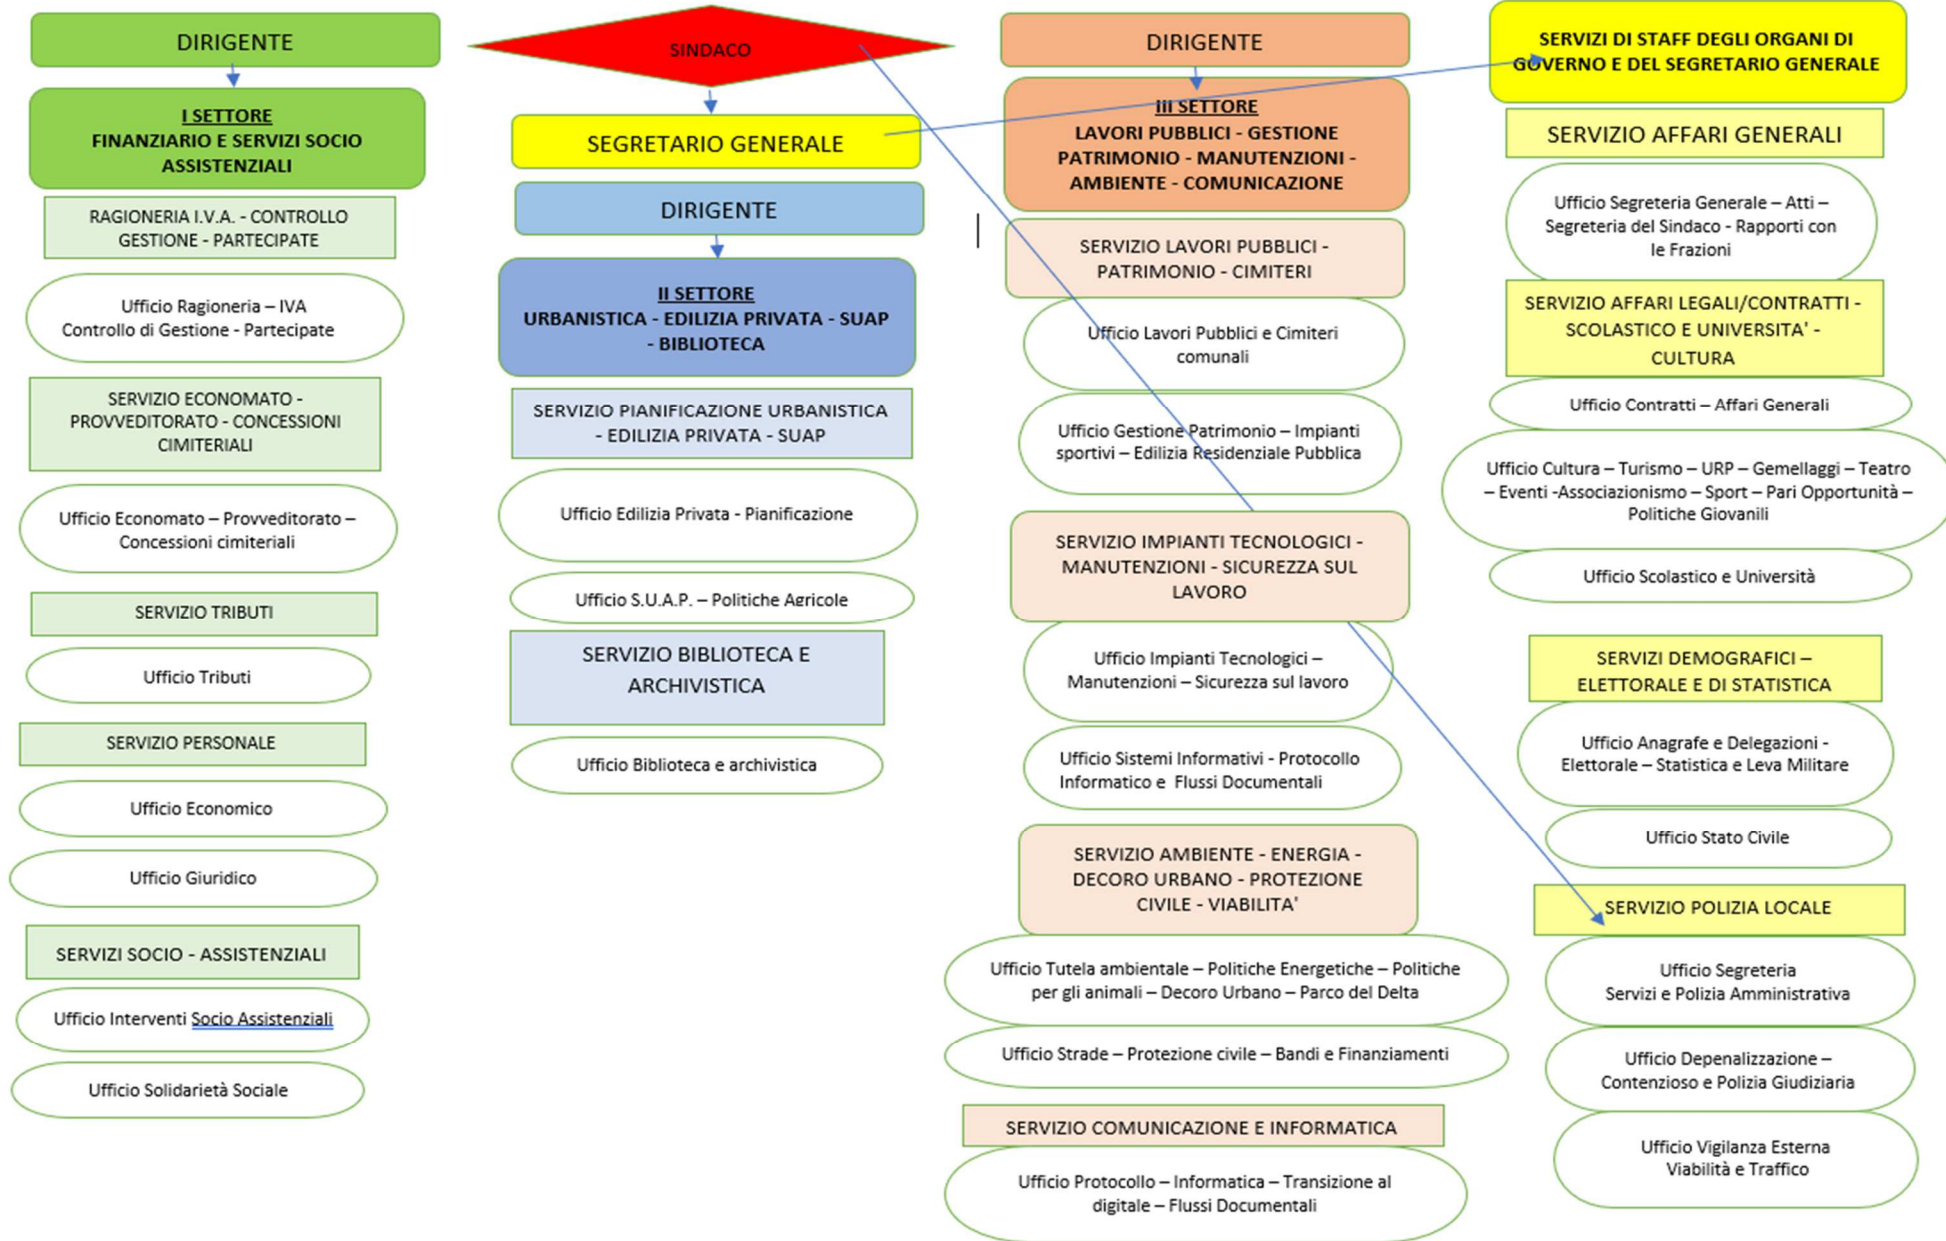 DIRIGENTE
I SETTORE
FINANZIARIO E SERVIZI SOCIO
ASSISTENZIALI
RAGIONERIA I.V.A. - CONTROLLO
GESTIONE - PARTECIPATE
Ufficio Ragioneria – IVA
Controllo di Gestione - Partecipate
SERVIZIO ECONOMATO -
PROVVEDITORATO - CONCESSIONI
CIMITERIALI
Ufficio Economato – Provveditorato –
Concessioni cimiteriali
SERVIZIO TRIBUTI
Ufficio Tributi
SERVIZIO PERSONALE
Ufficio Economico
Ufficio Giuridico
SERVIZI SOCIO - ASSISTENZIALI
Ufficio Interventi Socio Assistenziali
Ufficio Solidarietà Sociale
SINDACO
SEGRETARIO GENERALE
DIRIGENTE
II SETTORE
URBANISTICA - EDILIZIA PRIVATA - SUAP
- BIBLIOTECA
SERVIZIO PIANIFICAZIONE URBANISTICA
- EDILIZIA PRIVATA - SUAP
Ufficio Edilizia Privata - Pianificazione
Ufficio S.U.A.P. – Politiche Agricole
SERVIZIO BIBLIOTECA E
ARCHIVISTICA
Ufficio Biblioteca e archivistica
DIRIGENTE
III SETTORE
LAVORI PUBBLICI - GESTIONE
PATRIMONIO - MANUTENZIONI -
AMBIENTE - COMUNICAZIONE
SERVIZIO LAVORI PUBBLICI -
PATRIMONIO - CIMITERI
Ufficio Lavori Pubblici e Cimiteri
comunali
Ufficio Gestione Patrimonio – Impianti
sportivi – Edilizia Residenziale Pubblica
SERVIZIO IMPIANTI TECNOLOGICI -
MANUTENZIONI - SICUREZZA SUL
LAVORO
Ufficio Impianti Tecnologici –
Manutenzioni – Sicurezza sul lavoro
Ufficio Sistemi Informativi - Protocollo
Informatico e Flussi Documentali
SERVIZIO AMBIENTE - ENERGIA -
DECORO URBANO - PROTEZIONE
CIVILE - VIABILITA'
Ufficio Tutela ambientale – Politiche Energetiche – Politiche
per gli animali – Decoro Urbano – Parco del Delta
Ufficio Strade – Protezione civile – Bandi e Finanziamenti
SERVIZIO COMUNICAZIONE E INFORMATICA
Ufficio Protocollo – Informatica – Transizione al
digitale – Flussi Documentali
SERVIZI DI STAFF DEGLI ORGANI DI
GOVERNO E DEL SEGRETARIO GENERALE
SERVIZIO AFFARI GENERALI
Ufficio Segreteria Generale – Atti –
Segreteria del Sindaco - Rapporti con
le Frazioni
SERVIZIO AFFARI LEGALI/CONTRATTI -
SCOLASTICO E UNIVERSITA' -
CULTURA
Ufficio Contratti – Affari Generali
Ufficio Cultura – Turismo – URP – Gemellaggi – Teatro
– Eventi -Associazionismo – Sport – Pari Opportunità –
Politiche Giovanili
Ufficio Scolastico e Università
SERVIZI DEMOGRAFICI –
ELETTORALE E DI STATISTICA
Ufficio Anagrafe e Delegazioni -
Elettorale – Statistica e Leva Militare
Ufficio Stato Civile
SERVIZIO POLIZIA LOCALE
Ufficio Segreteria
Servizi e Polizia Amministrativa
Ufficio Depenalizzazione –
Contenzioso e Polizia Giudiziaria
Ufficio Vigilanza Esterna
Viabilità e Traffico